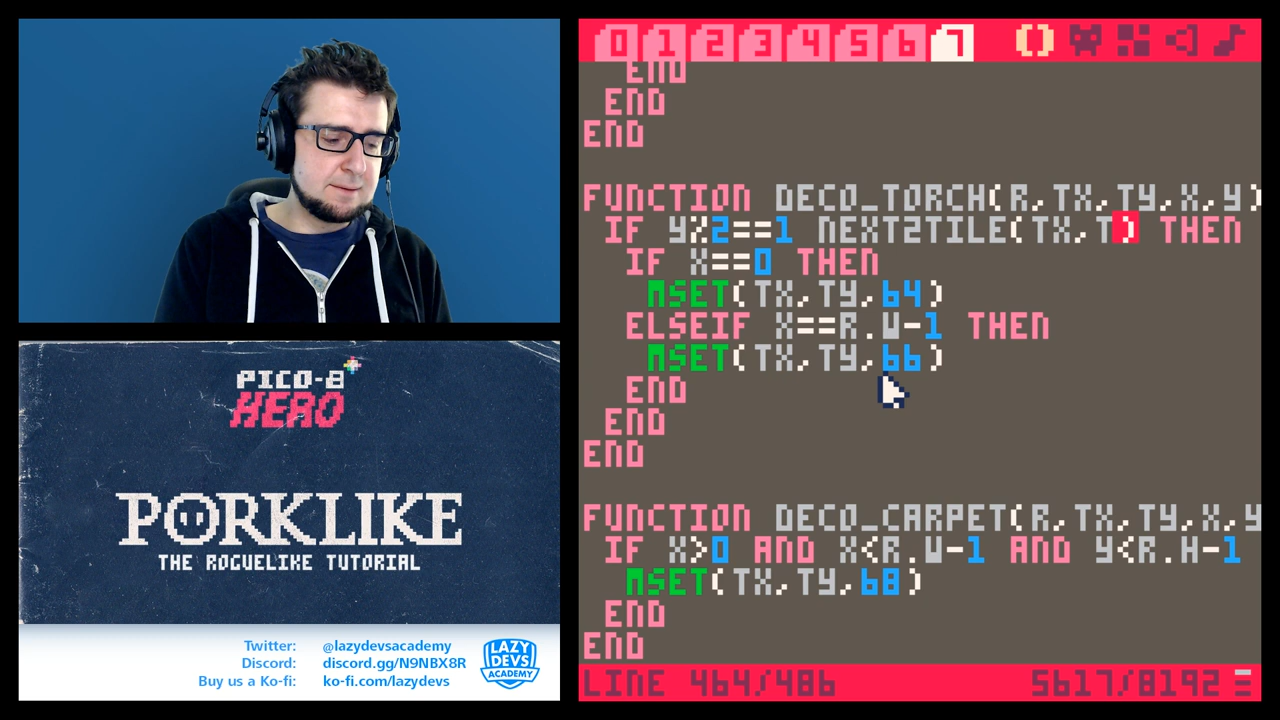 0 1 2 3 4 5 6 7
END
END
END
FUNCTION DECO_TORCH(R,TX,TY,X,Y)
IF Y%2==1 NEXT2TILE(TX,T) THEN
IF X==0 THEN
MSET(TX,TY,64)
ELSEIF X==R.W-1 THEN
MSET(TX,TY,66)
END
END
END
FUNCTION DECO_CARPET(R,TX,TY,X,Y
IF X>0 AND X<R.W-1 AND Y<R.H-1
MSET(TX,TY,68)
END
END
LINE 464/486 5617/8192
PICO-8
HERO
PORKLIKE
THE ROGUELIKE TUTORIAL
Twitter: @lazydevsacademy
Discord: discord.gg/N9NBX8R
Buy us a Ko-fi: ko-fi.com/lazydevs
LAZY
DEVS
ACADEMY